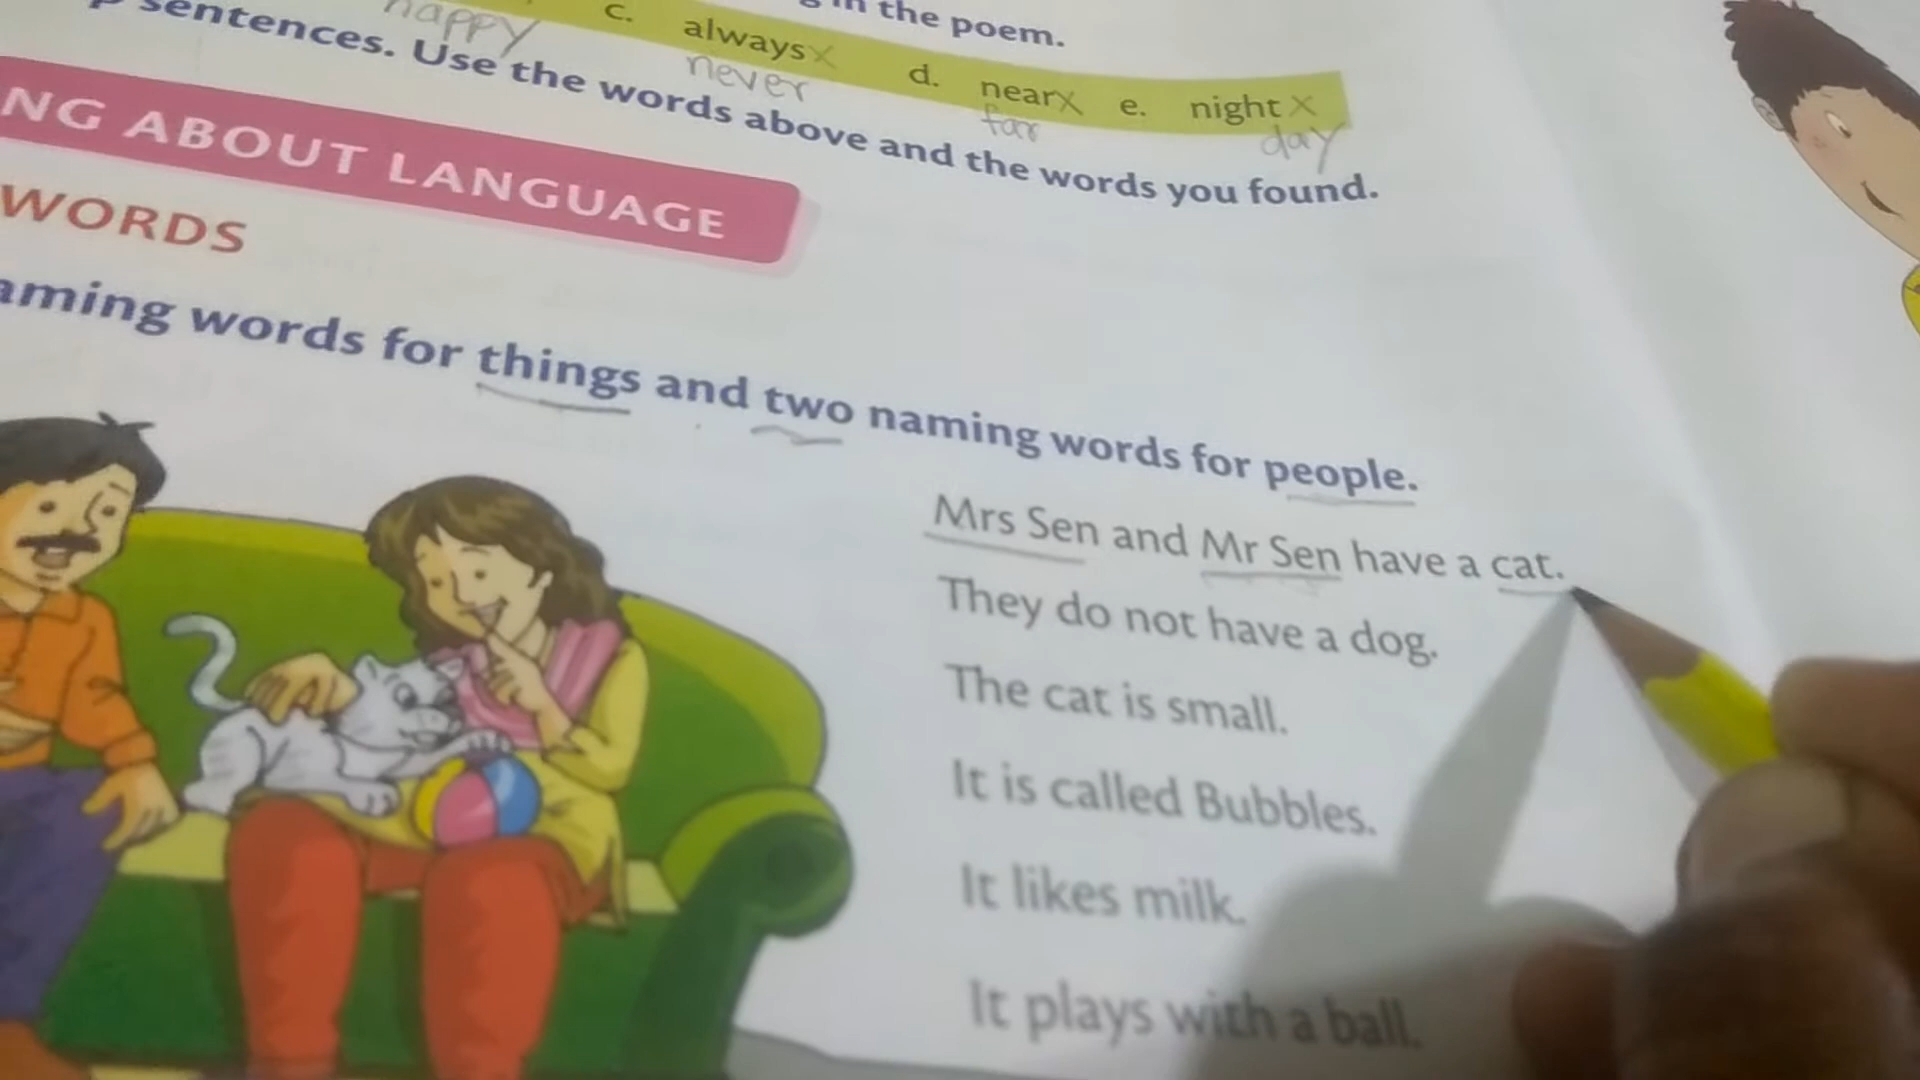 in the poem.
happy
c. always x d. near x e. night x
never far day
sentences. Use the words above and the words you found.
NG ABOUT LANGUAGE
WORDS
aming words for things and two naming words for people.
Mrs Sen and Mr Sen have a cat.
They do not have a dog.
The cat is small.
It is called Bubbles.
It likes milk.
It plays with a ball.